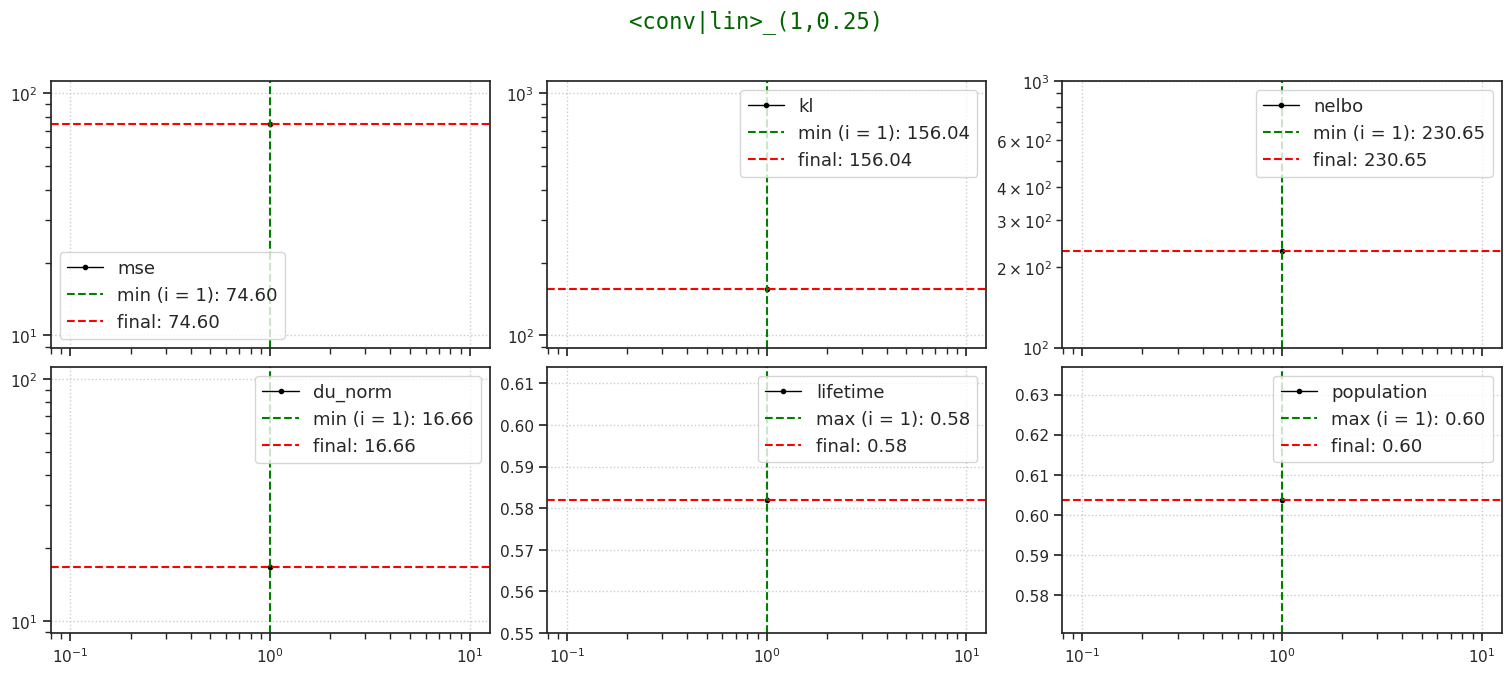 <conv|lin>_(1,0.25)
10²
10¹
mse
min (i = 1): 74.60
final: 74.60
10³
10²
kl
min (i = 1): 156.04
final: 156.04
10³
6 × 10²
4 × 10²
3 × 10²
2 × 10²
10²
nelbo
min (i = 1): 230.65
final: 230.65
10²
10¹
du_norm
min (i = 1): 16.66
final: 16.66
10⁻¹ 10⁰ 10¹
0.61
0.60
0.59
0.58
0.57
0.56
0.55
lifetime
max (i = 1): 0.58
final: 0.58
10⁻¹ 10⁰ 10¹
0.63
0.62
0.61
0.60
0.59
0.58
population
max (i = 1): 0.60
final: 0.60
10⁻¹ 10⁰ 10¹